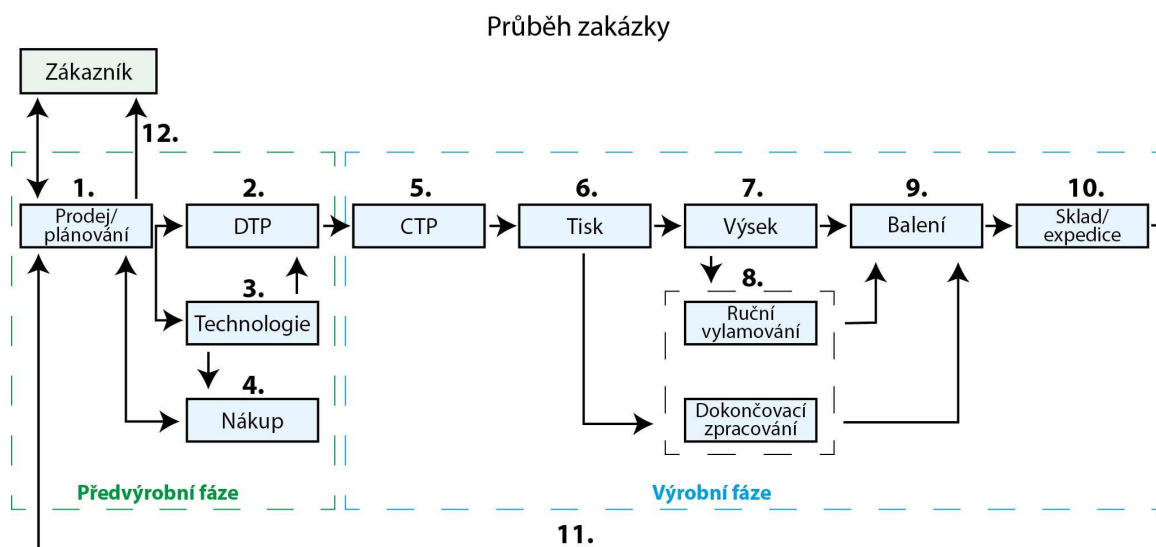 Průběh zakázky
Zákazník
12.
1.
2.
5.
6.
7.
9.
10.
Prodej/
plánování
DTP
CTP
Tisk
Výsek
Balení
Sklad/
expedice
3.
8.
Technologie
Ruční
vylamování
4.
Nákup
Dokončovací
zpracování
Předvýrobní fáze
Výrobní fáze
11.